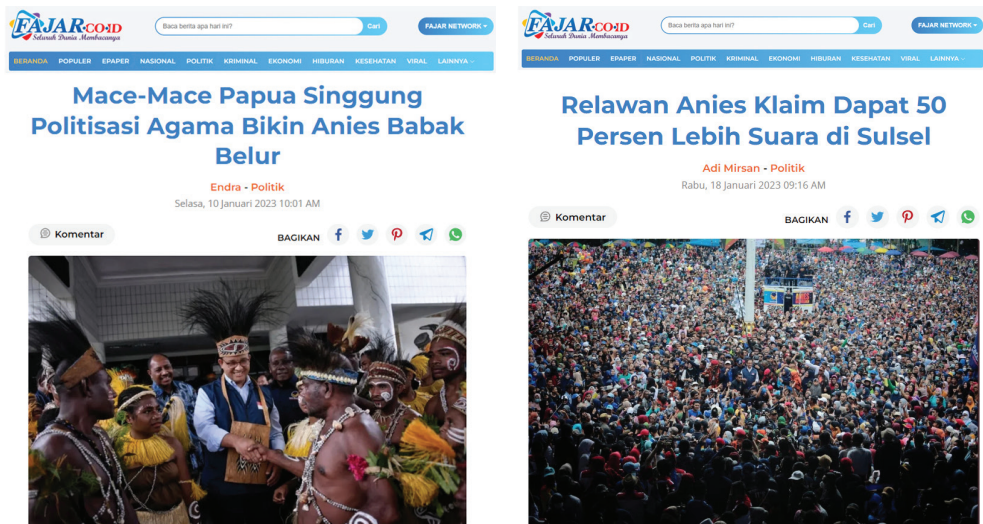 FAJAR.CO.ID
Seluruh Dunia Membacanya
Baca berita apa hari ini?
Cari
FAJAR NETWORK
BERANDA POPULER EPAPER NASIONAL POLITIK KRIMINAL EKONOMI HIBURAN KESEHATAN VIRAL LAINNYA
Mace-Mace Papua Singgung
Politisasi Agama Bikin Anies Babak
Belur
Endra - Politik
Selasa, 10 Januari 2023 10:01 AM
Komentar
BAGIKAN
FAJAR.CO.ID
Seluruh Dunia Membacanya
Baca berita apa hari ini?
Cari
FAJAR NETWORK
BERANDA POPULER EPAPER NASIONAL POLITIK KRIMINAL EKONOMI HIBURAN KESEHATAN VIRAL LAINNYA
Relawan Anies Klaim Dapat 50
Persen Lebih Suara di Sulsel
Adi Mirsan - Politik
Rabu, 18 Januari 2023 09:16 AM
Komentar
BAGIKAN